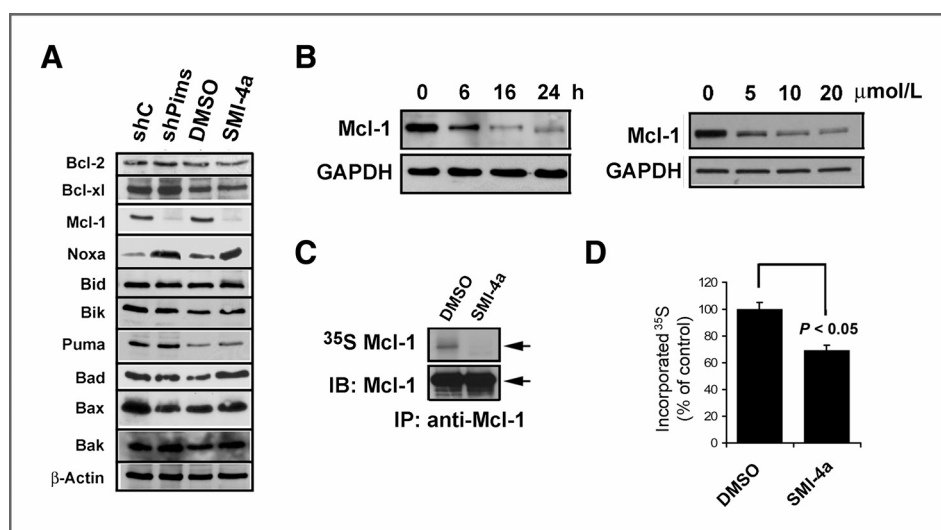 A
shC
shPims
DMSO
SMI-4a
Bcl-2
Bcl-xl
Mcl-1
Noxa
Bid
Bik
Puma
Bad
Bax
Bak
β-Actin
B
0 6 16 24 h
Mcl-1
GAPDH
0 5 10 20 μmol/L
Mcl-1
GAPDH
C
DMSO
SMI-4a
³⁵S Mcl-1
IB: Mcl-1
IP: anti-Mcl-1
D
Incorporated ³⁵S
(% of control)
120
100
80
60
40
20
0
P < 0.05
DMSO
SMI-4a